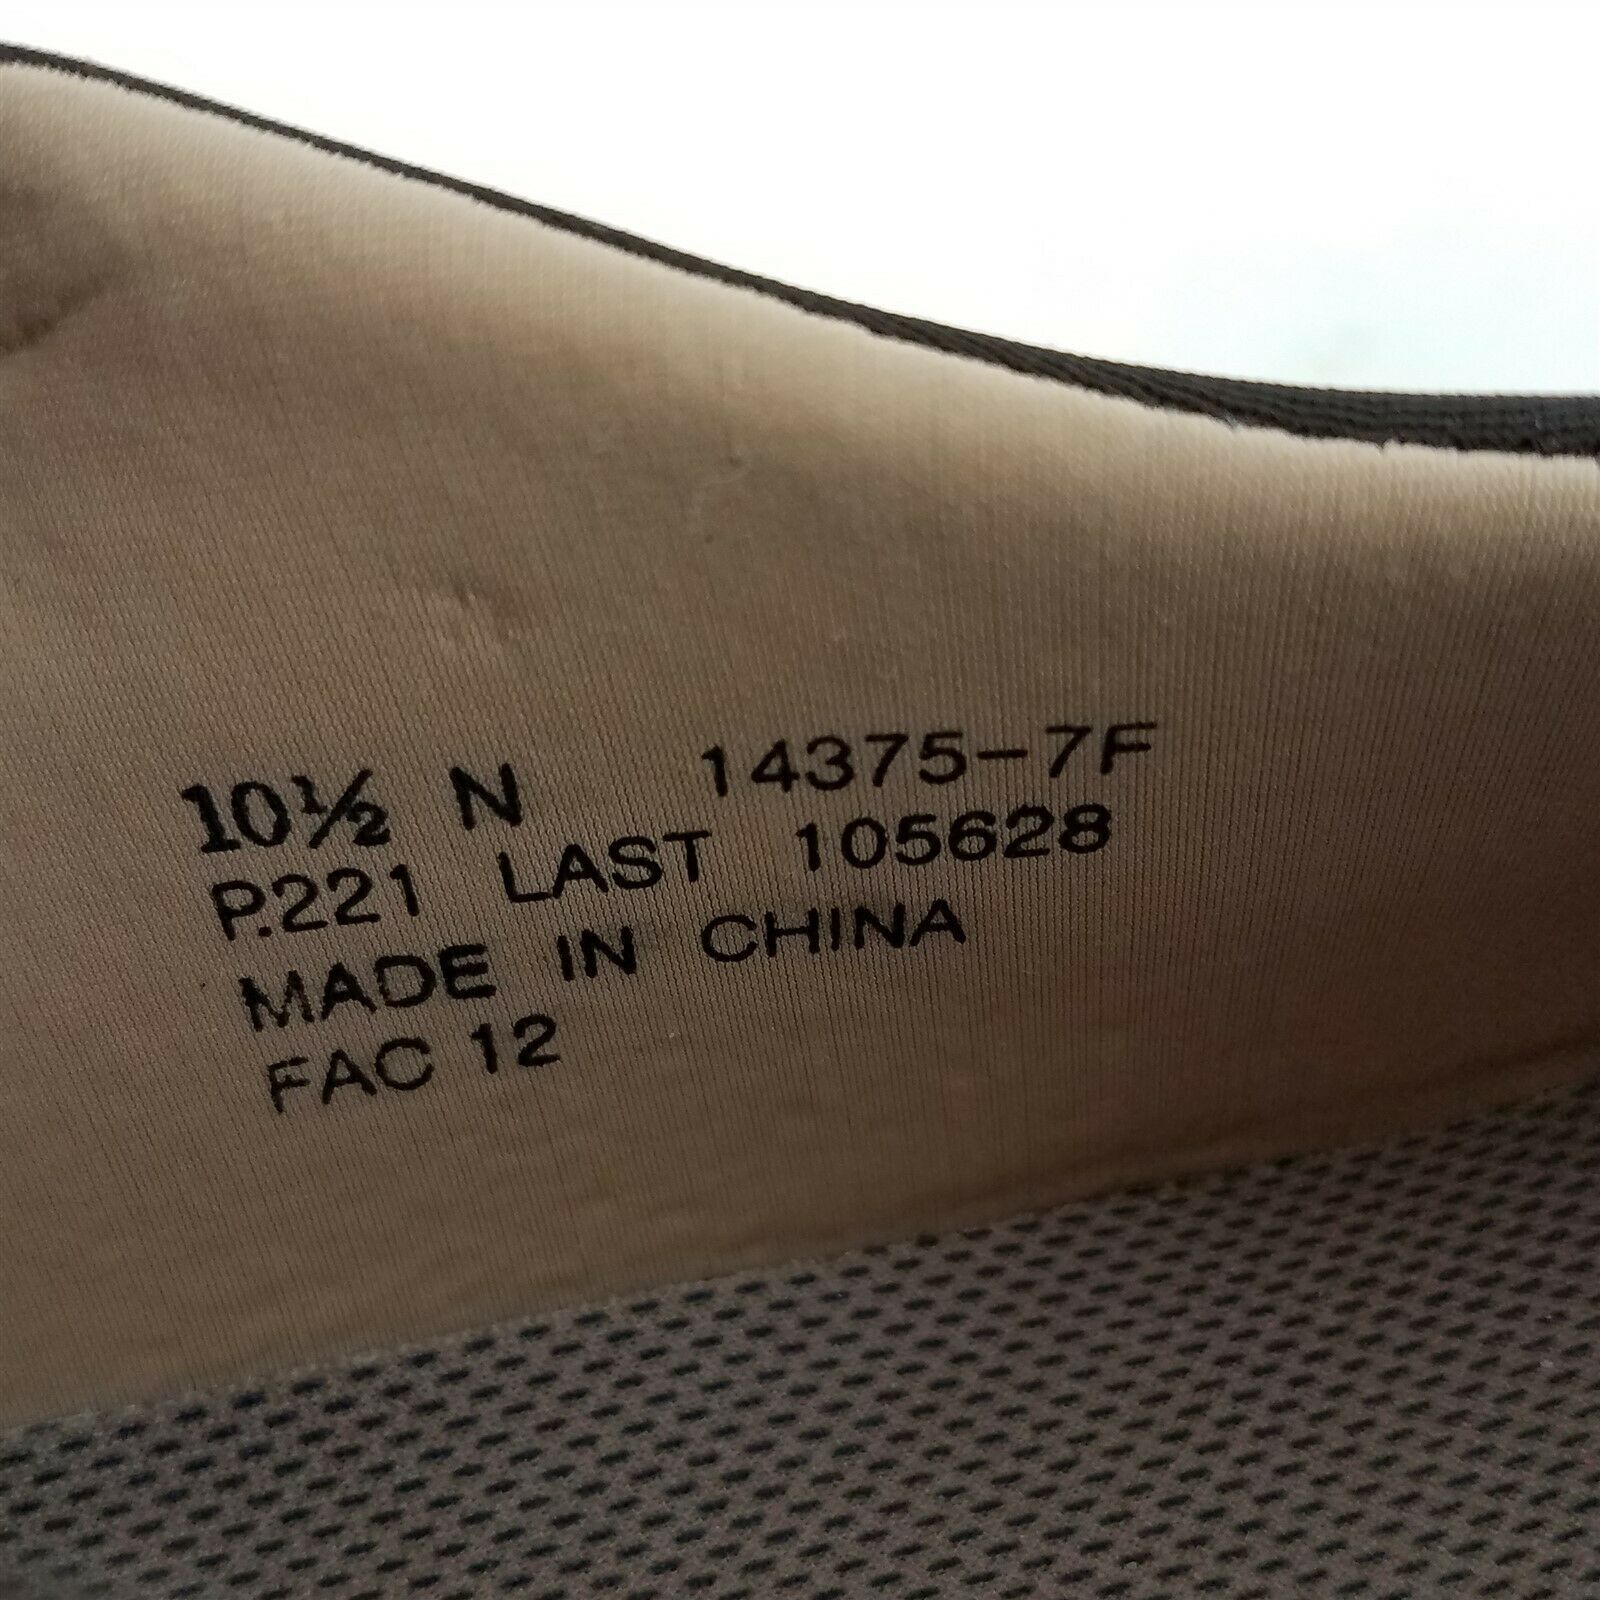 10½ N 14375-7F
P.221 LAST 105628
MADE IN CHINA
FAC 12